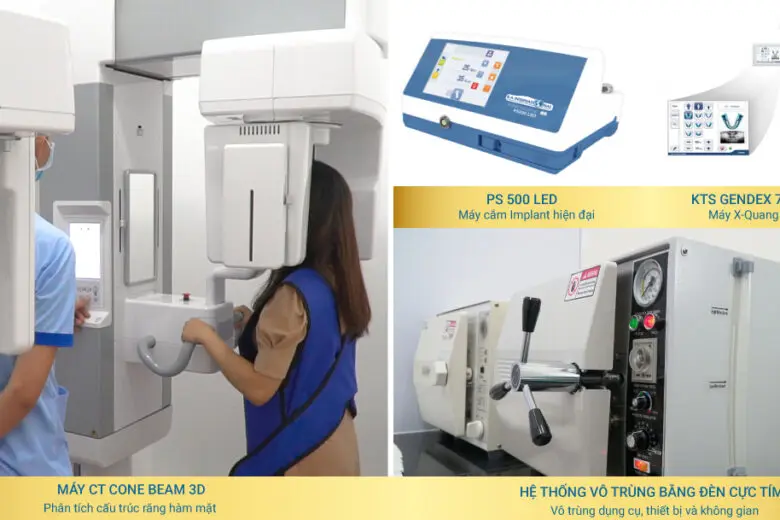 PS 500 LED
Máy cắm Implant hiện đại
KTS GENDEX 7
Máy X-Quang
WARNING
MÁY CT CONE BEAM 3D
Phân tích cấu trúc răng hàm mặt
HỆ THỐNG VÔ TRÙNG BẰNG ĐÈN CỰC TÍM
Vô trùng dụng cụ, thiết bị và không gian